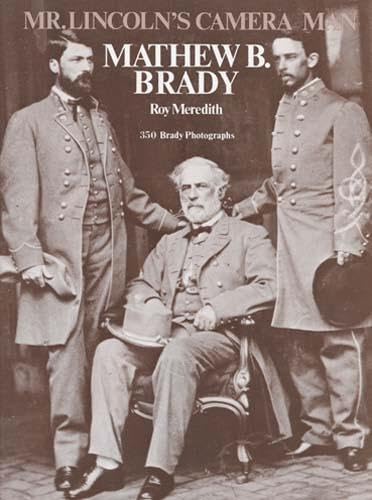 MR. LINCOLN'S CAMERA MAN
MATHEW B.
BRADY
Roy Meredith
350 Brady Photographs